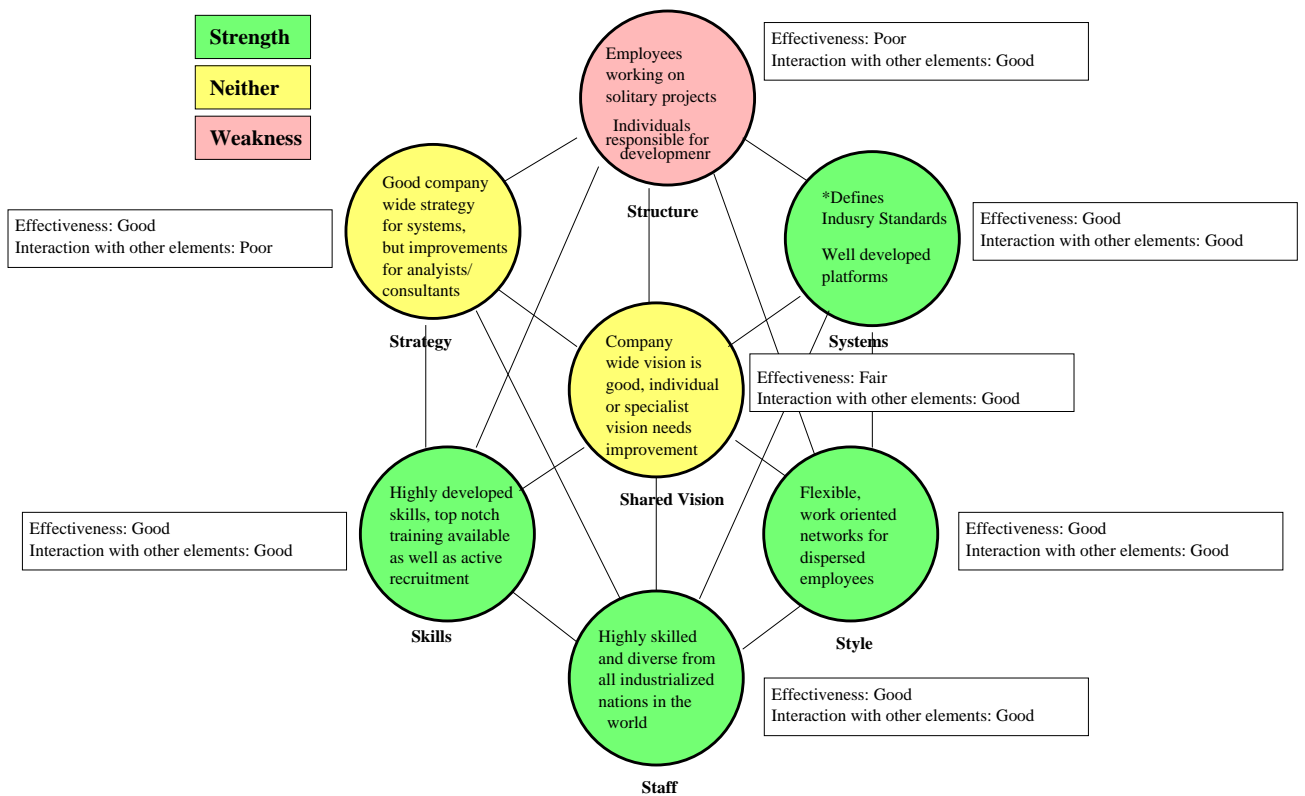 Strength
Neither
Weakness
Employees
working on
solitary projects
Individuals
responsible for
developmenr
Structure
Effectiveness: Poor
Interaction with other elements: Good
Good company
wide strategy
for systems,
but improvements
for analyists/
consultants
Strategy
Effectiveness: Good
Interaction with other elements: Poor
*Defines
Indusry Standards
Well developed
platforms
Systems
Effectiveness: Good
Interaction with other elements: Good
Company
wide vision is
good, individual
or specialist
vision needs
improvement
Shared Vision
Effectiveness: Fair
Interaction with other elements: Good
Highly developed
skills, top notch
training available
as well as active
recruitment
Skills
Effectiveness: Good
Interaction with other elements: Good
Flexible,
work oriented
networks for
dispersed
employees
Style
Effectiveness: Good
Interaction with other elements: Good
Highly skilled
and diverse from
all industrialized
nations in the
world
Staff
Effectiveness: Good
Interaction with other elements: Good